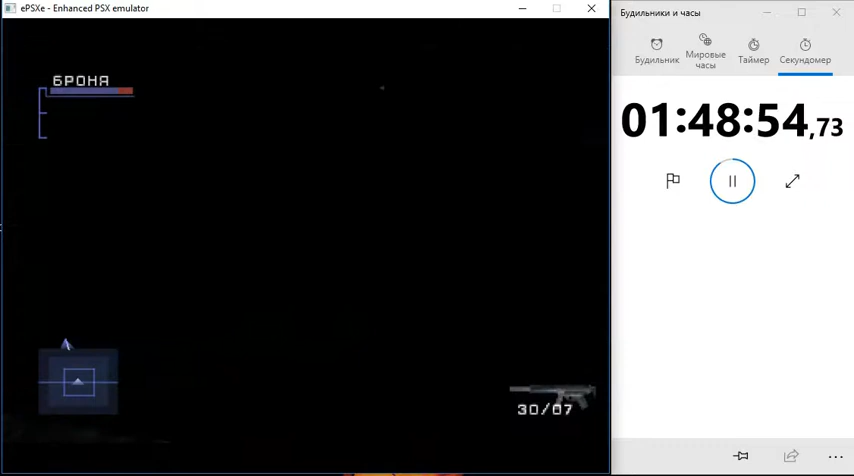 ePSXe - Enhanced PSX emulator
Будильники и часы
Будильник
Мировые часы
Таймер
Секундомер
БРОНЯ
01:48:54,73
30/07